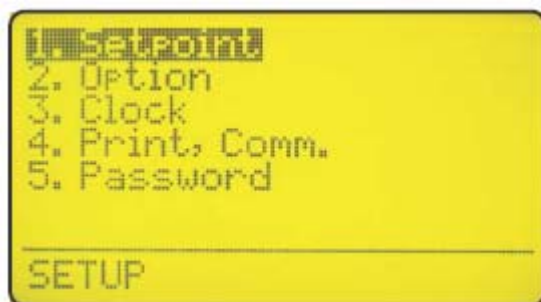 1. Setpoint
2. Option
3. Clock
4. Print, Comm.
5. Password
SETUP